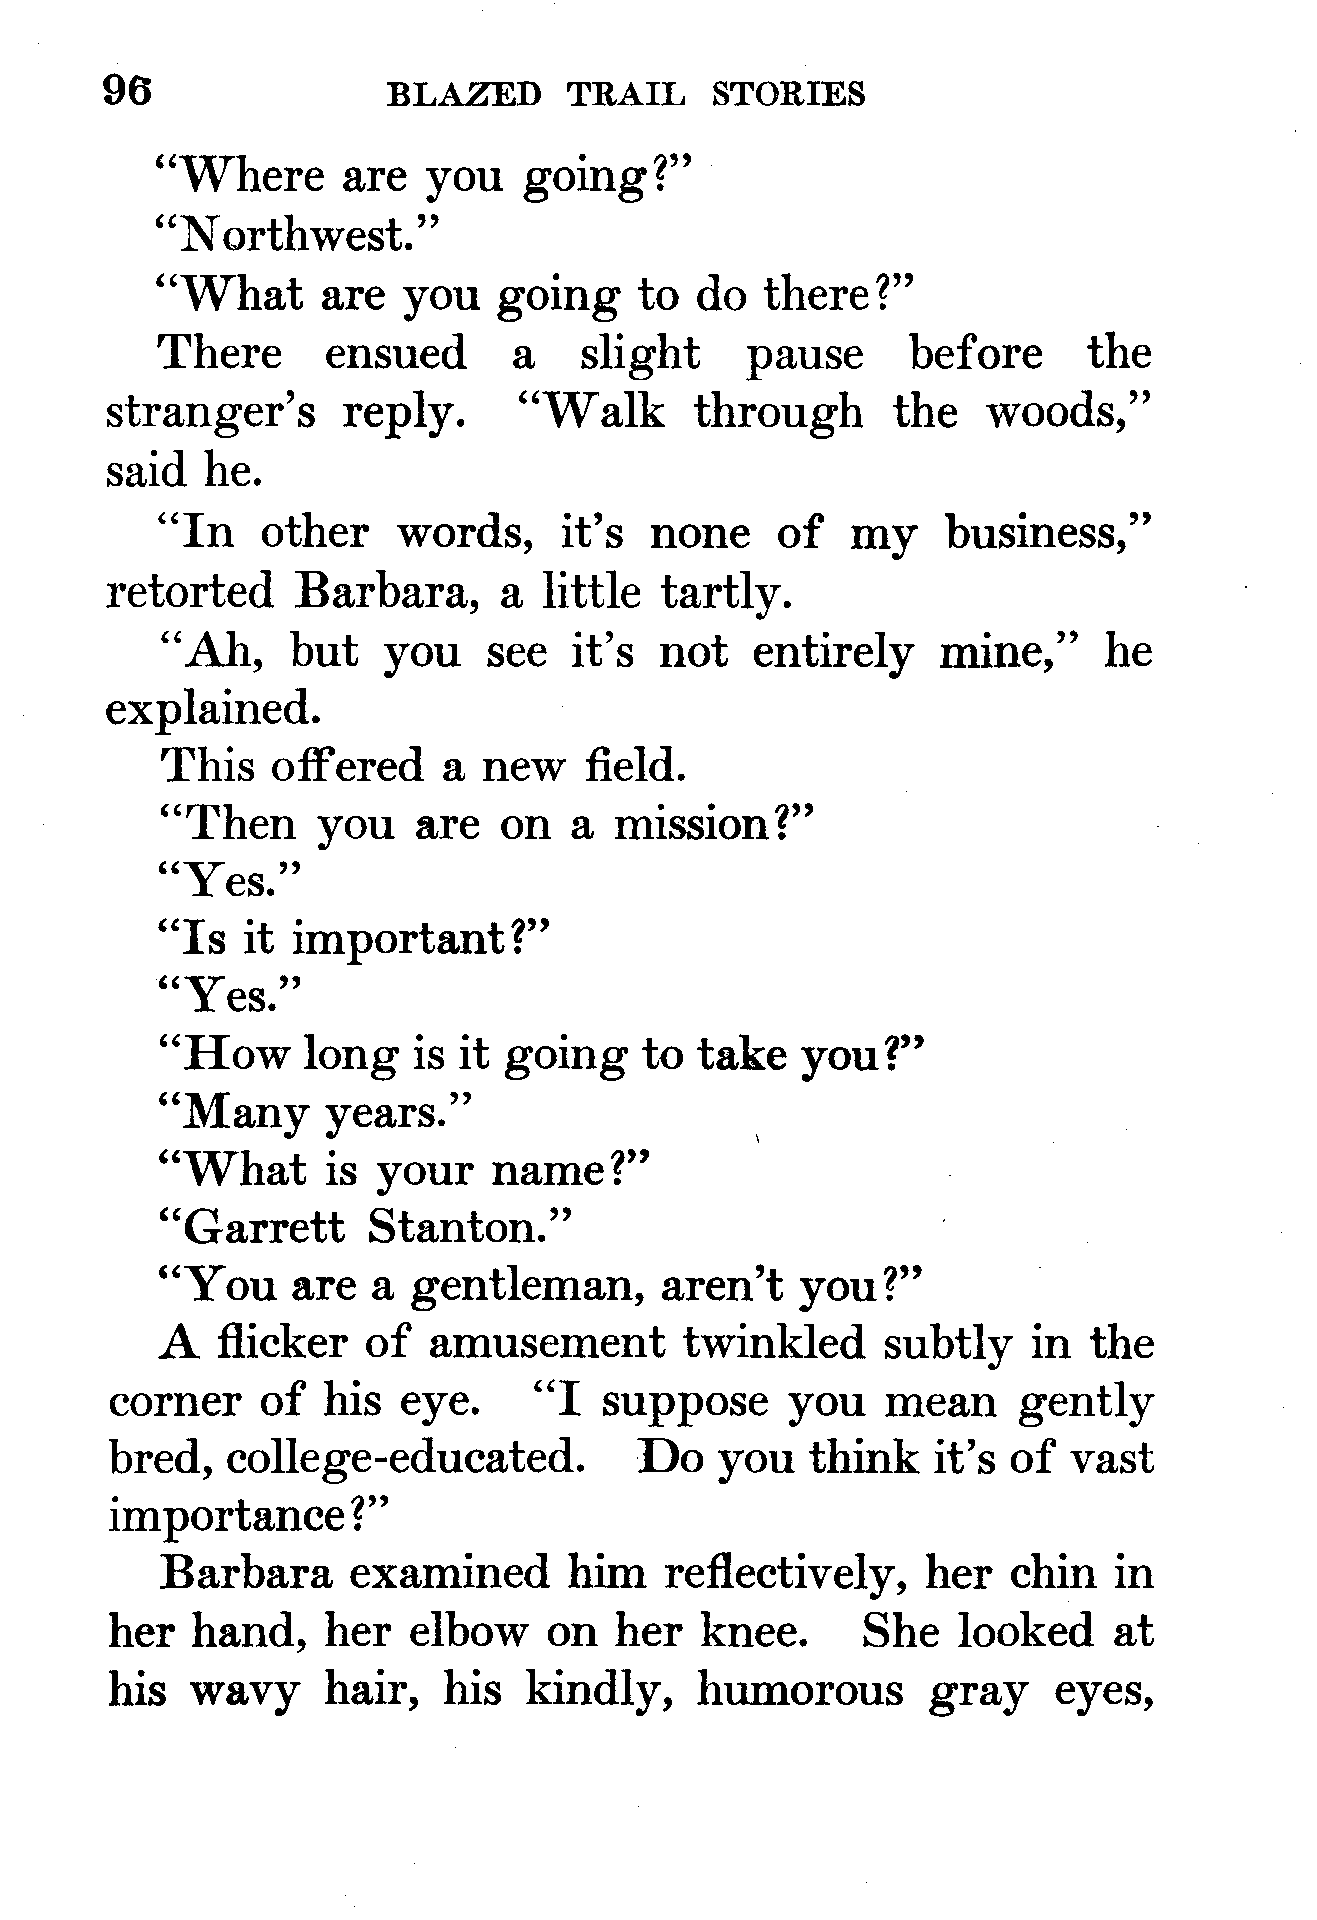 96 BLAZED TRAIL STORIES
“Where are you going?”
“Northwest.”
“What are you going to do there?”
There ensued a slight pause before the
stranger’s reply. “Walk through the woods,”
said he.
“In other words, it’s none of my business,”
retorted Barbara, a little tartly.
“Ah, but you see it’s not entirely mine,” he
explained.
This offered a new field.
“Then you are on a mission?”
“Yes.”
“Is it important?”
“Yes.”
“How long is it going to take you?”
“Many years.”
“What is your name?”
“Garrett Stanton.”
“You are a gentleman, aren’t you?”
A flicker of amusement twinkled subtly in the
corner of his eye. “I suppose you mean gently
bred, college-educated. Do you think it’s of vast
importance?”
Barbara examined him reflectively, her chin in
her hand, her elbow on her knee. She looked at
his wavy hair, his kindly, humorous gray eyes,